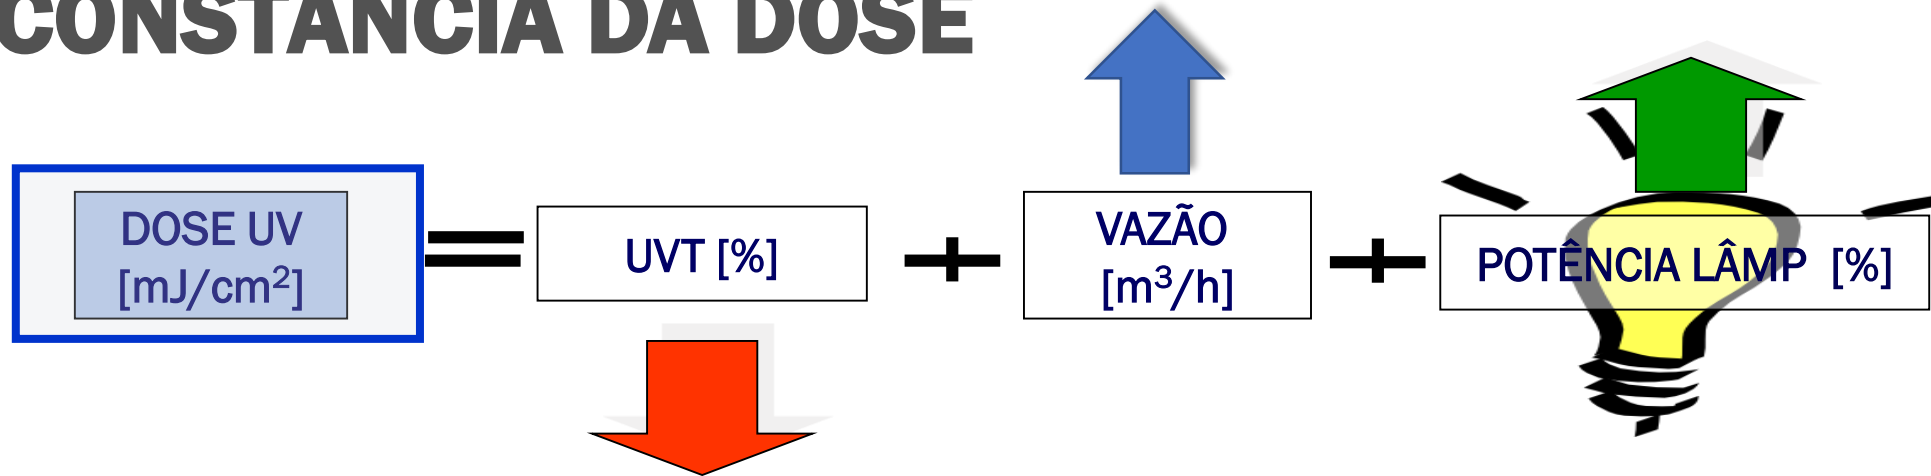 CONSTÂNCIA DA DOSE
DOSE UV
[mJ/cm²]
=
UVT [%]
+
VAZÃO
[m³/h]
+
POTÊNCIA LÂMP [%]